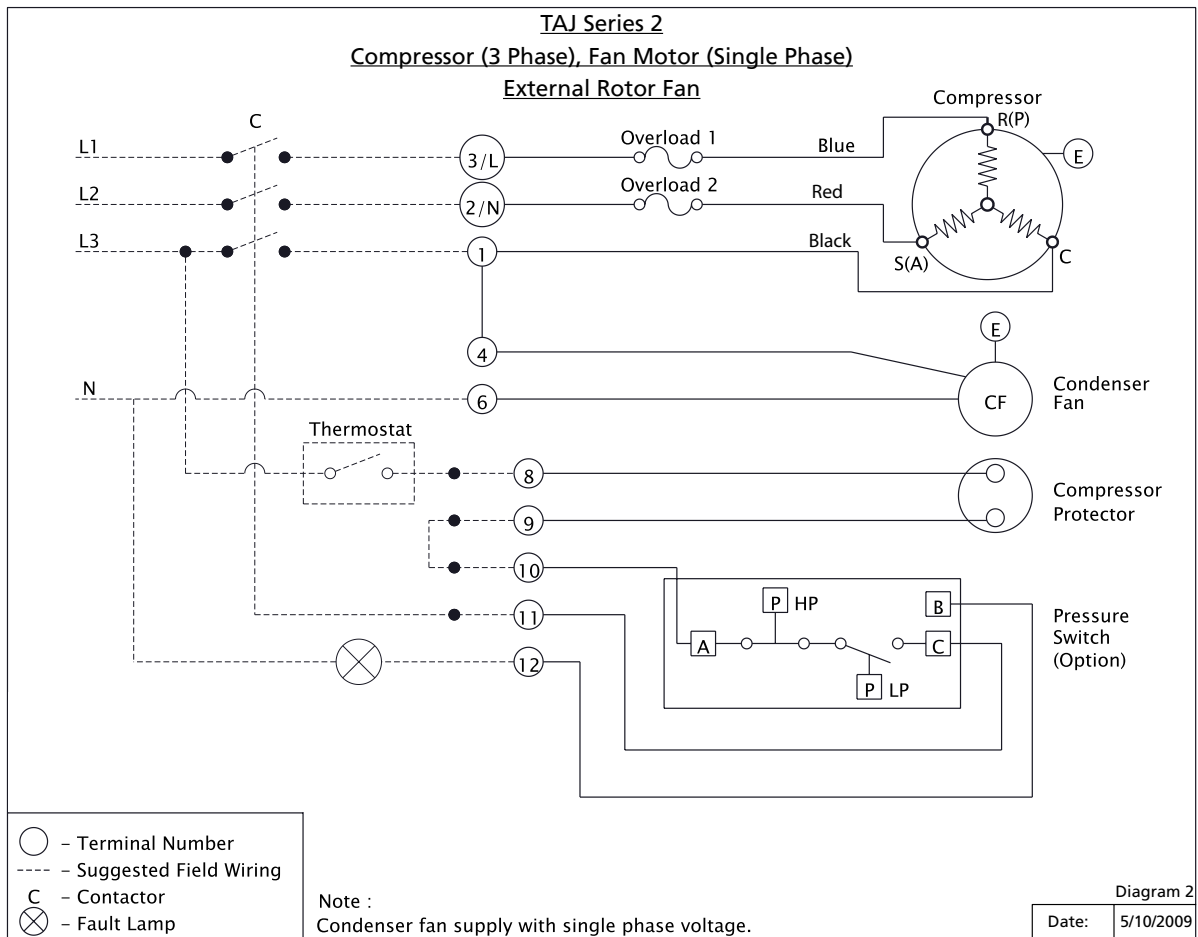 TAJ Series 2
Compressor (3 Phase), Fan Motor (Single Phase)
External Rotor Fan
Compressor
C
R(P)
L1
3/L
Overload 1
Blue
E
L2
2/N
Overload 2
Red
L3
1
Black
S(A)
C
E
4
N
6
CF
Condenser
Fan
Thermostat
8
Compressor
Protector
9
10
P HP
B
11
A
C
Pressure
Switch
(Option)
12
P LP
– Terminal Number
---- – Suggested Field Wiring
C – Contactor
– Fault Lamp
Note :
Condenser fan supply with single phase voltage.
Diagram 2
Date: 5/10/2009